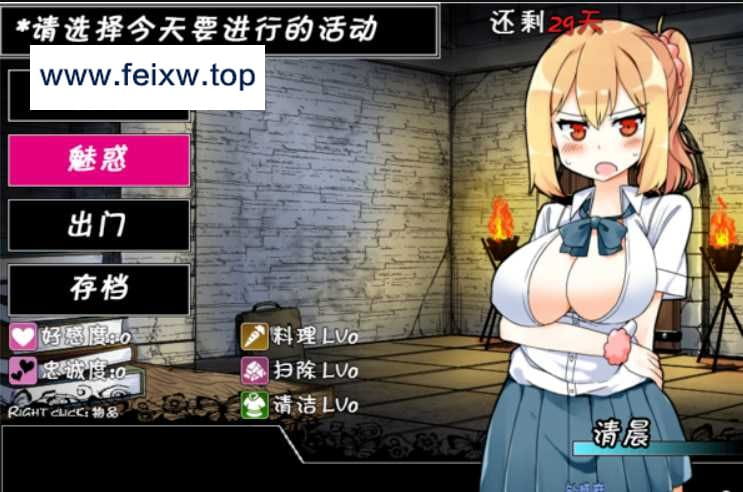 *请选择今天要进行的活动
还剩29天
www.feixw.top
魅惑
出门
存档
好感度:0
料理LV0
忠诚度:0
扫除LV0
RIGHT CLICK:物品
清洁LV0
清晨